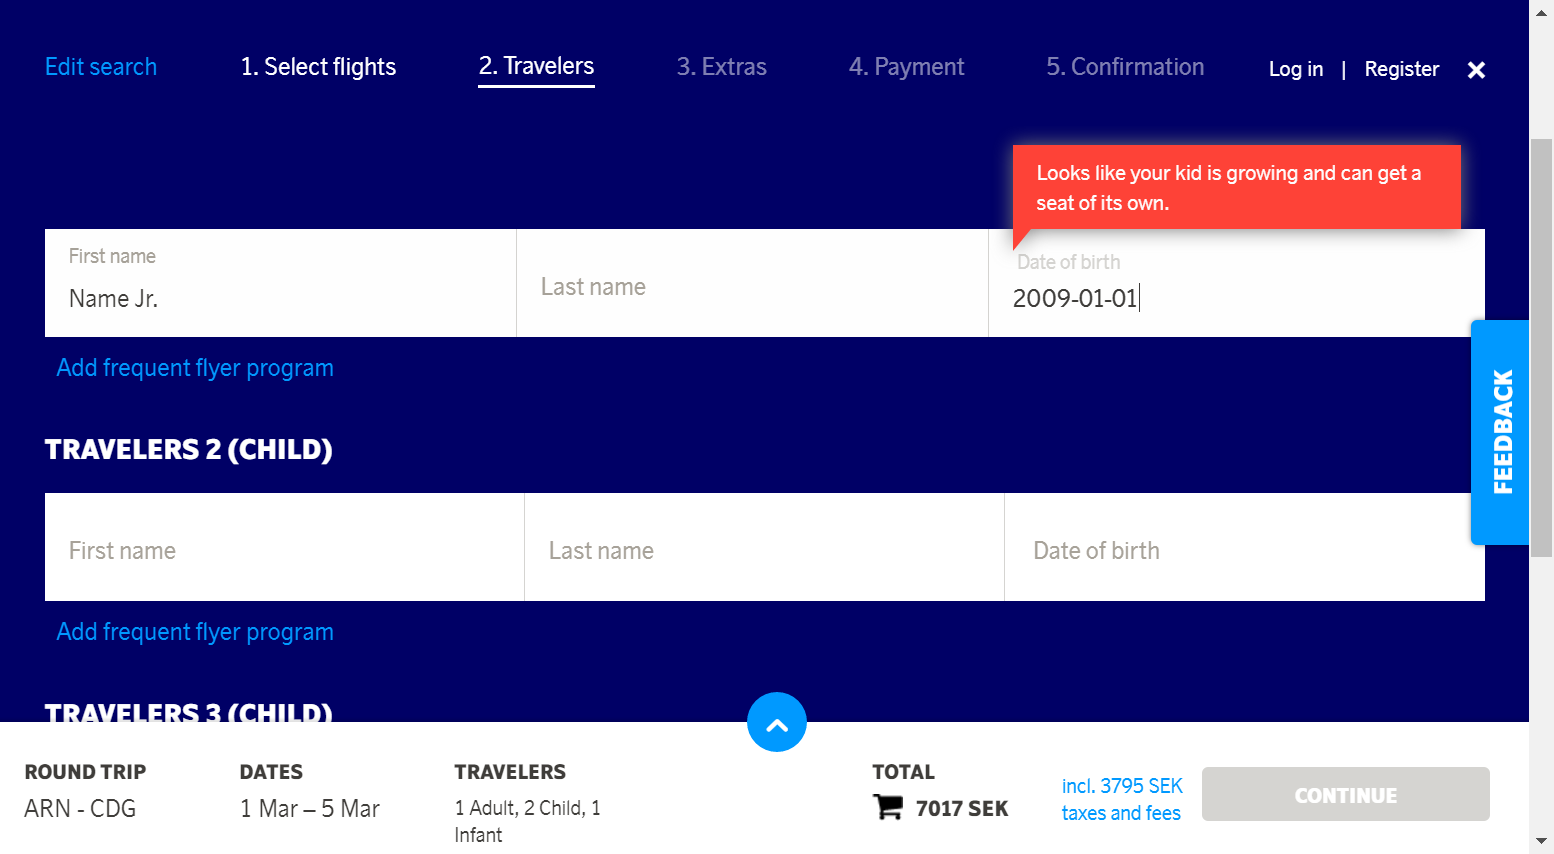 Edit search
1. Select flights
2. Travelers
3. Extras
4. Payment
5. Confirmation
Log in | Register
Looks like your kid is growing and can get a
seat of its own.
First name
Name Jr.
Last name
Date of birth
2009-01-01
Add frequent flyer program
FEEDBACK
TRAVELERS 2 (CHILD)
First name
Last name
Date of birth
Add frequent flyer program
TRAVELERS 3 (CHILD)
ROUND TRIP
ARN - CDG
DATES
1 Mar – 5 Mar
TRAVELERS
1 Adult, 2 Child, 1
Infant
TOTAL
7017 SEK
incl. 3795 SEK
taxes and fees
CONTINUE